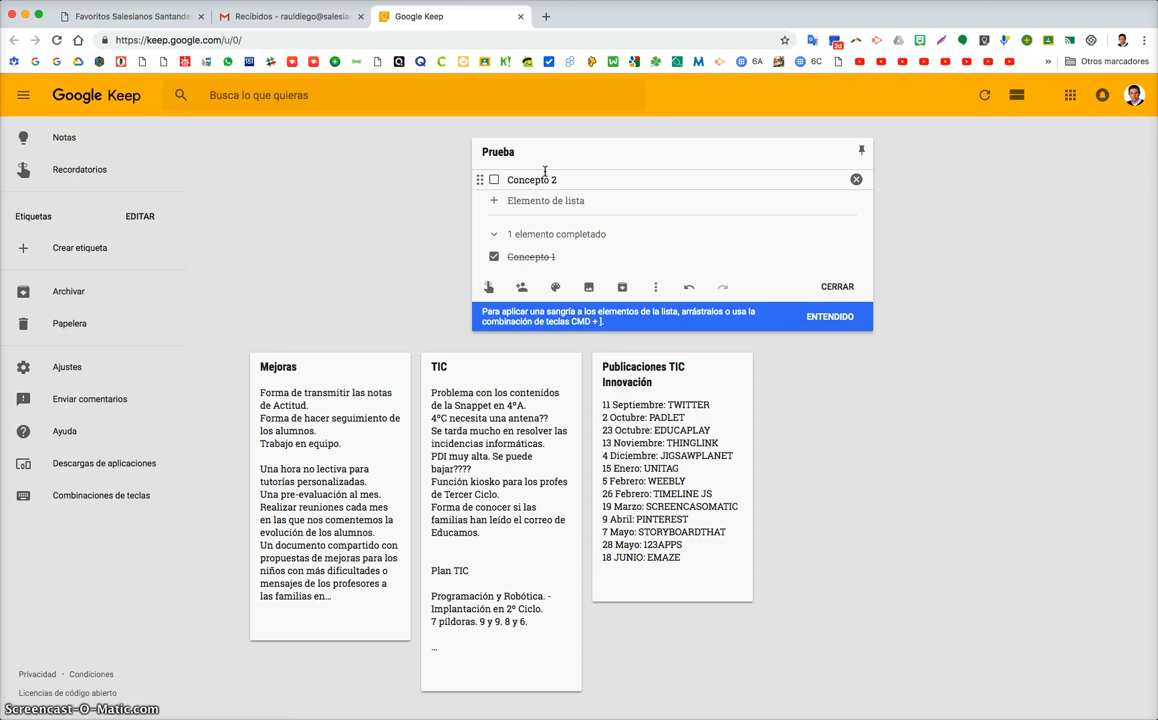 Favoritos Salesianos Santande
Recibidos - rauldiego@salesia
Google Keep
https://keep.google.com/u/0/
2d
6A
6C
Otros marcadores
Google Keep
Busca lo que quieras
Notas
Recordatorios
Etiquetas
EDITAR
Crear etiqueta
Archivar
Papelera
Ajustes
Enviar comentarios
Ayuda
Descargas de aplicaciones
Combinaciones de teclas
Privacidad · Condiciones
Licencias de código abierto
Prueba
Concepto 2
Elemento de lista
1 elemento completado
Concepto 1
CERRAR
Para aplicar una sangría a los elementos de la lista, arrástralos o usa la
combinación de teclas CMD + ].
ENTENDIDO
Mejoras
Forma de transmitir las notas
de Actitud.
Forma de hacer seguimiento de
los alumnos.
Trabajo en equipo.
Una hora no lectiva para
tutorías personalizadas.
Una pre-evaluación al mes.
Realizar reuniones cada mes
en las que nos comentemos la
evolución de los alumnos.
Un documento compartido con
propuestas de mejoras para los
niños con más dificultades o
mensajes de los profesores a
las familias en...
TIC
Problema con los contenidos
de la Snappet en 4ºA.
4ºC necesita una antena??
Se tarda mucho en resolver las
incidencias informáticas.
PDI muy alta. Se puede
bajar????
Función kiosko para los profes
de Tercer Ciclo.
Forma de conocer si las
familias han leído el correo de
Educamos.
Plan TIC
Programación y Robótica. -
Implantación en 2º Ciclo.
7 píldoras. 9 y 9. 8 y 6.
...
Publicaciones TIC
Innovación
11 Septiembre: TWITTER
2 Octubre: PADLET
23 Octubre: EDUCAPLAY
13 Noviembre: THINGLINK
4 Diciembre: JIGSAWPLANET
15 Enero: UNITAG
5 Febrero: WEEBLY
26 Febrero: TIMELINE JS
19 Marzo: SCREENCASOMATIC
9 Abril: PINTEREST
7 Mayo: STORYBOARDTHAT
28 Mayo: 123APPS
18 JUNIO: EMAZE
Screencast-O-Matic.com